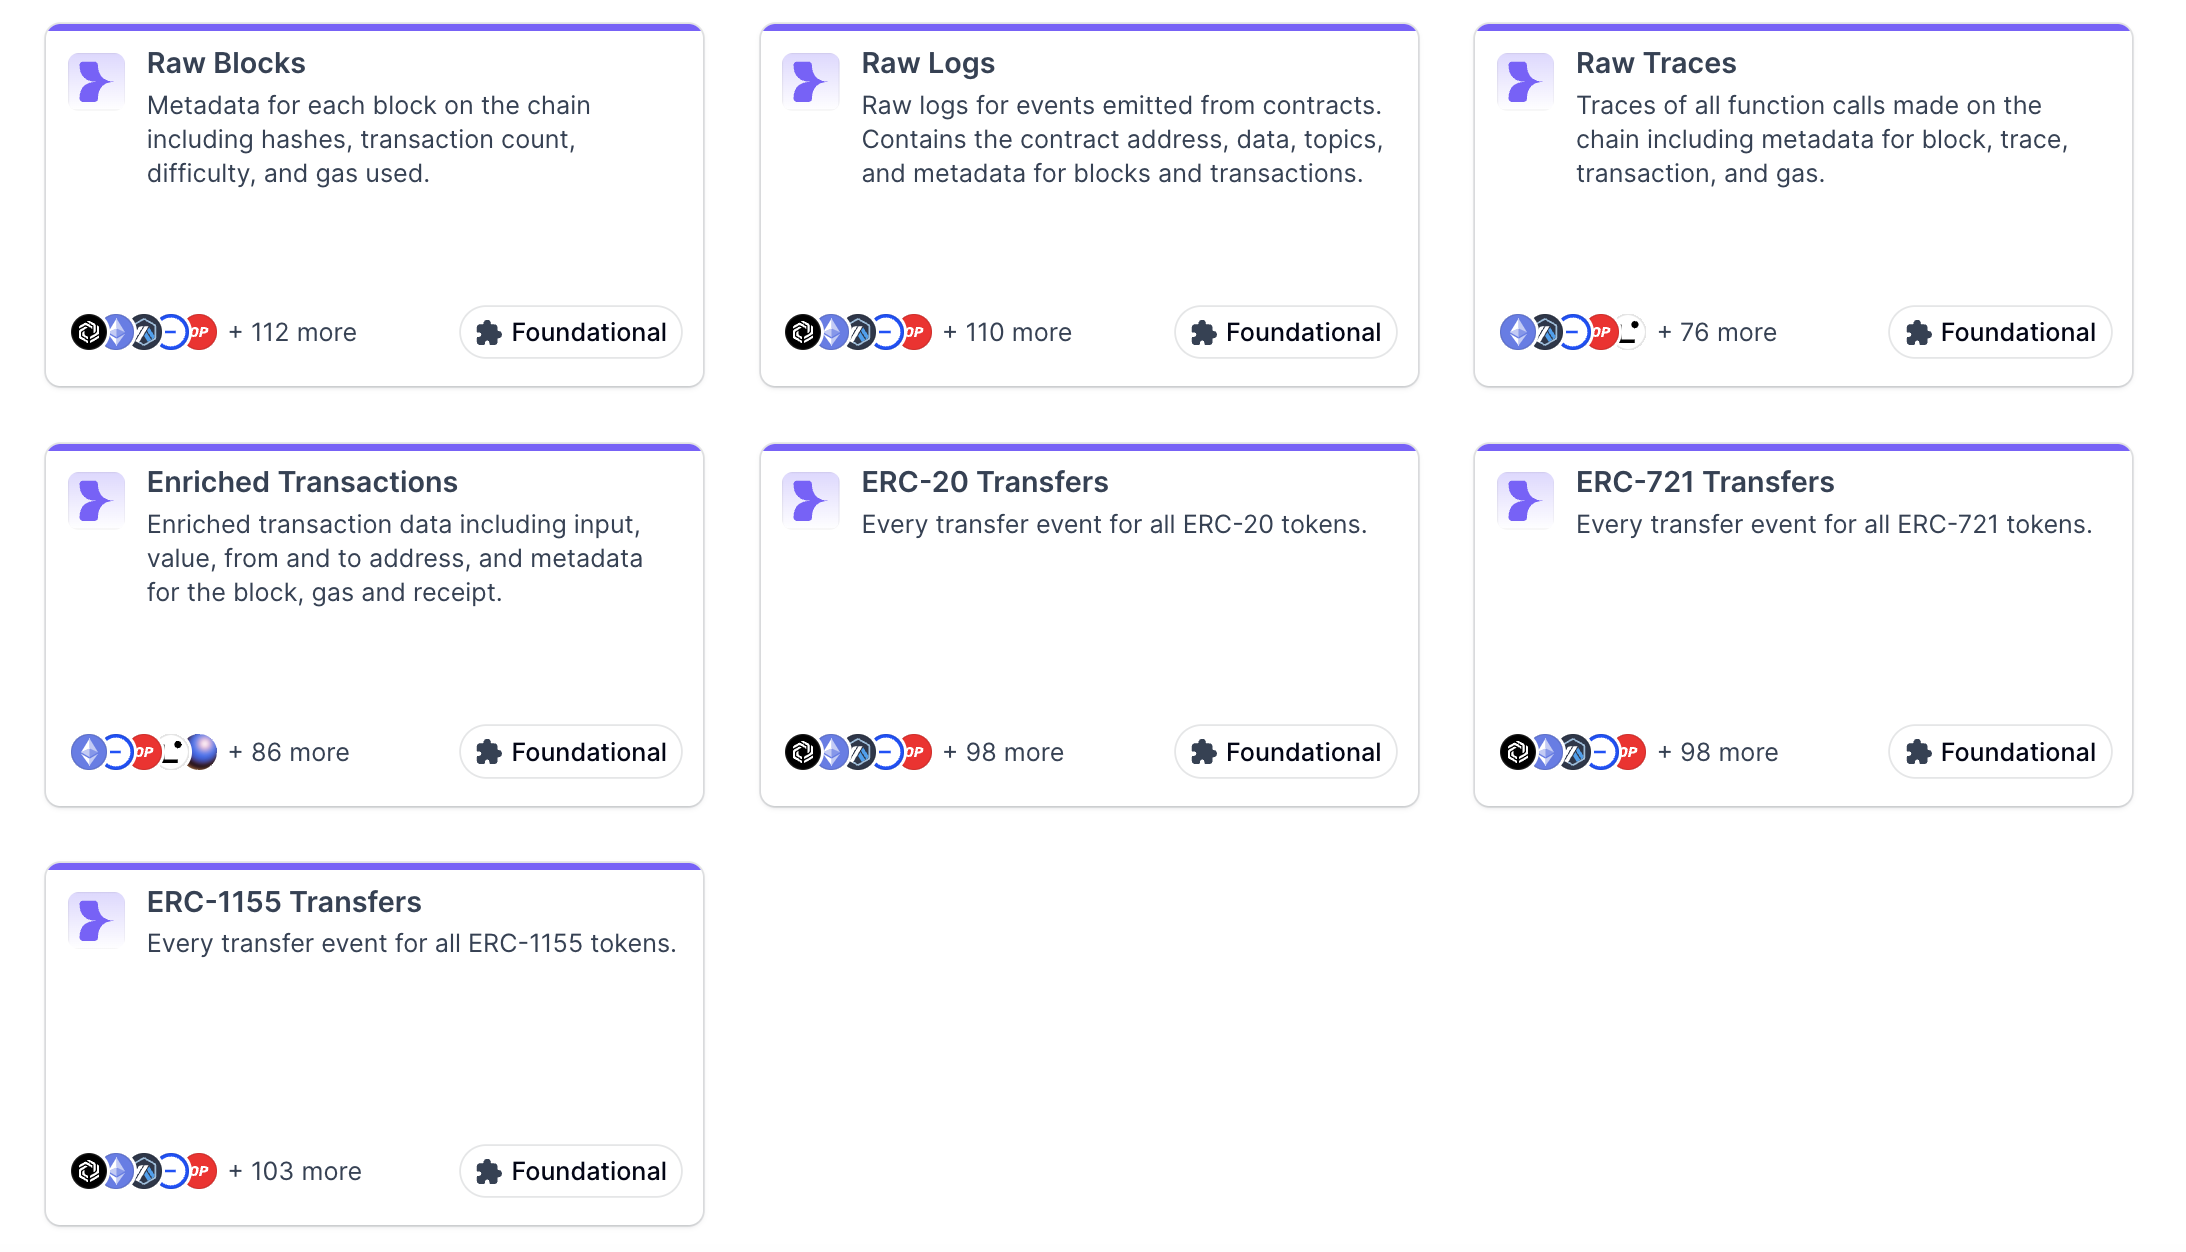 Raw Blocks
Metadata for each block on the chain
including hashes, transaction count,
difficulty, and gas used.
OP
+ 112 more
Foundational
Raw Logs
Raw logs for events emitted from contracts.
Contains the contract address, data, topics,
and metadata for blocks and transactions.
OP
+ 110 more
Foundational
Raw Traces
Traces of all function calls made on the
chain including metadata for block, trace,
transaction, and gas.
OP
+ 76 more
Foundational
Enriched Transactions
Enriched transaction data including input,
value, from and to address, and metadata
for the block, gas and receipt.
OP
+ 86 more
Foundational
ERC-20 Transfers
Every transfer event for all ERC-20 tokens.
OP
+ 98 more
Foundational
ERC-721 Transfers
Every transfer event for all ERC-721 tokens.
OP
+ 98 more
Foundational
ERC-1155 Transfers
Every transfer event for all ERC-1155 tokens.
OP
+ 103 more
Foundational